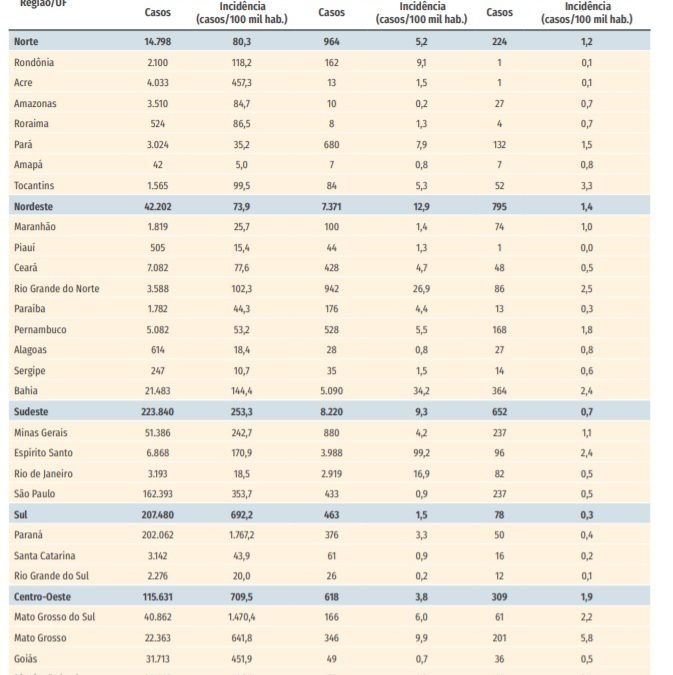 Região/UF Casos Incidência (casos/100 mil hab.) Casos Incidência (casos/100 mil hab.) Casos Incidência (casos/100 mil hab.)
Norte 14.798 80,3 964 5,2 224 1,2
Rondônia 2.100 118,2 162 9,1 1 0,1
Acre 4.033 457,3 13 1,5 1 0,1
Amazonas 3.510 84,7 10 0,2 27 0,7
Roraima 524 86,5 8 1,3 4 0,7
Pará 3.024 35,2 680 7,9 132 1,5
Amapá 42 5,0 7 0,8 7 0,8
Tocantins 1.565 99,5 84 5,3 52 3,3
Nordeste 42.202 73,9 7.371 12,9 795 1,4
Maranhão 1.819 25,7 100 1,4 74 1,0
Piauí 505 15,4 44 1,3 1 0,0
Ceará 7.082 77,6 428 4,7 48 0,5
Rio Grande do Norte 3.588 102,3 942 26,9 86 2,5
Paraíba 1.782 44,3 176 4,4 13 0,3
Pernambuco 5.082 53,2 528 5,5 168 1,8
Alagoas 614 18,4 28 0,8 27 0,8
Sergipe 247 10,7 35 1,5 14 0,6
Bahia 21.483 144,4 5.090 34,2 364 2,4
Sudeste 223.840 253,3 8.220 9,3 652 0,7
Minas Gerais 51.386 242,7 880 4,2 237 1,1
Espírito Santo 6.868 170,9 3.988 99,2 96 2,4
Rio de Janeiro 3.193 18,5 2.919 16,9 82 0,5
São Paulo 162.393 353,7 433 0,9 237 0,5
Sul 207.480 692,2 463 1,5 78 0,3
Paraná 202.062 1.767,2 376 3,3 50 0,4
Santa Catarina 3.142 43,9 61 0,9 16 0,2
Rio Grande do Sul 2.276 20,0 26 0,2 12 0,1
Centro-Oeste 115.631 709,5 618 3,8 309 1,9
Mato Grosso do Sul 40.862 1.470,4 166 6,0 61 2,2
Mato Grosso 22.363 641,8 346 9,9 201 5,8
Goiás 31.713 451,9 49 0,7 36 0,5